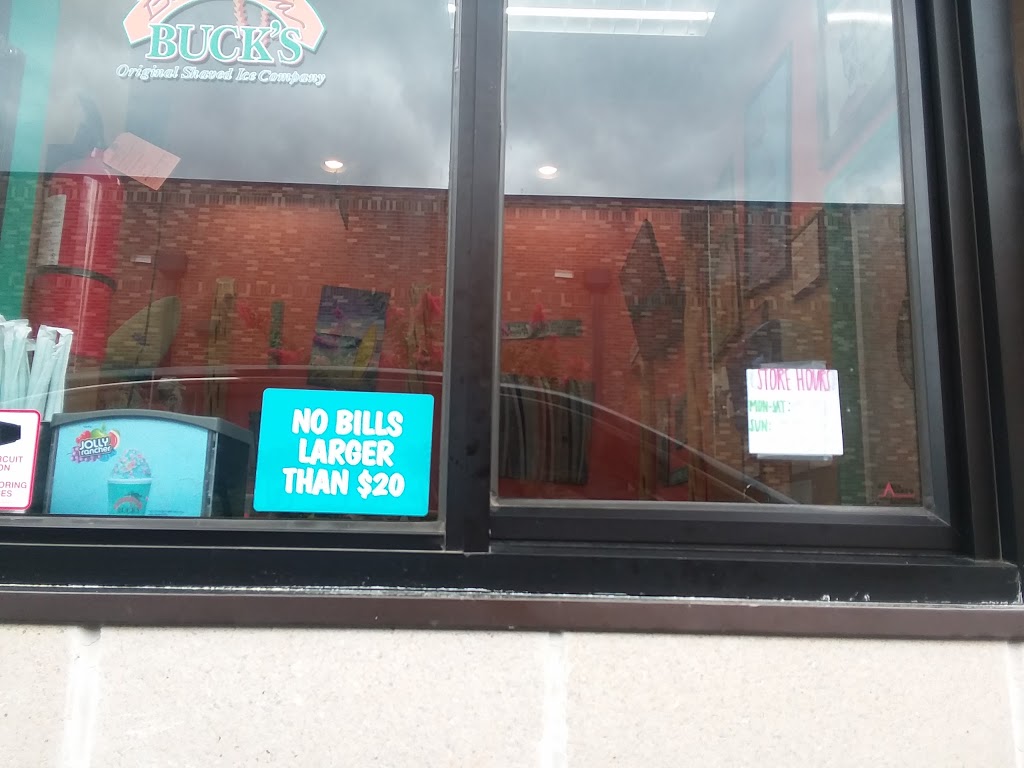 BUCK'S
Original Shaved Ice Company
JOLLY
rancher
NO BILLS
LARGER
THAN $20
STORE HOURS
MON-SAT:
SUN: